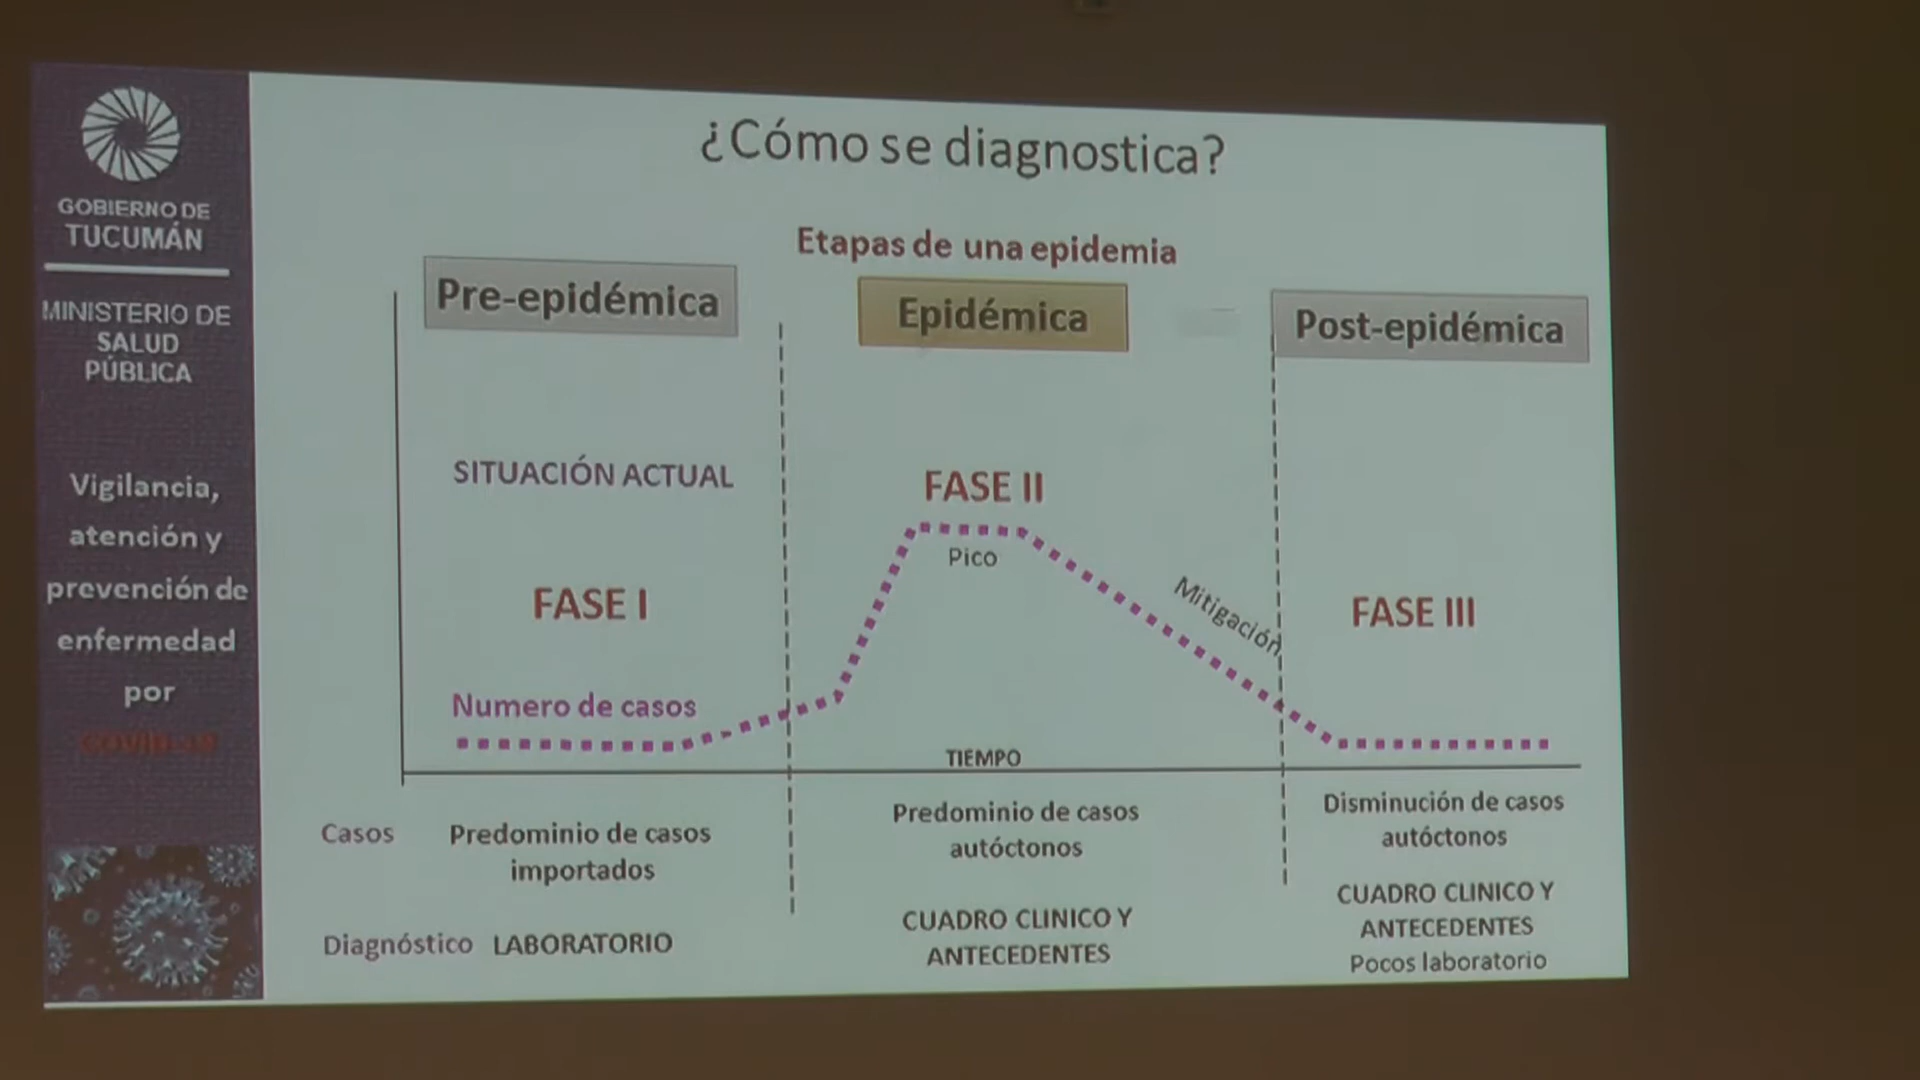 GOBIERNO DE
TUCUMÁN
MINISTERIO DE
SALUD
PÚBLICA
Vigilancia,
atención y
prevención de
enfermedad
por
COVID-19
¿Cómo se diagnostica?
Etapas de una epidemia
Pre-epidémica
Epidémica
Post-epidémica
SITUACIÓN ACTUAL
FASE I
FASE II
Pico
Mitigación
FASE III
Numero de casos
TIEMPO
Casos
Predominio de casos
importados
Predominio de casos
autóctonos
Disminución de casos
autóctonos
Diagnóstico
LABORATORIO
CUADRO CLINICO Y
ANTECEDENTES
CUADRO CLINICO Y
ANTECEDENTES
Pocos laboratorio